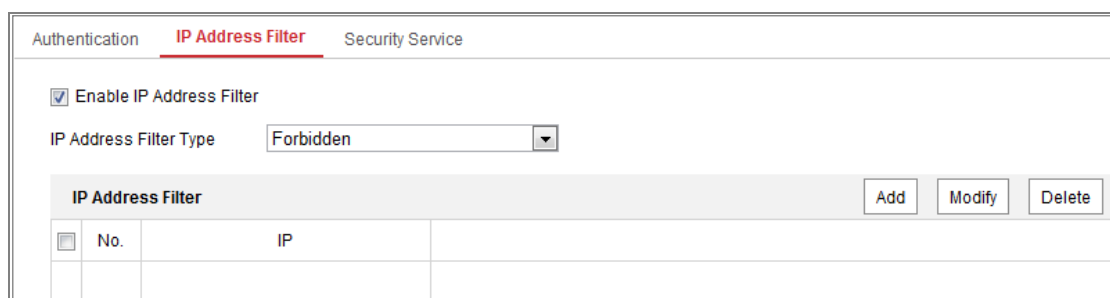 Authentication IP Address Filter Security Service
Enable IP Address Filter
IP Address Filter Type Forbidden
IP Address Filter Add Modify Delete
No. IP